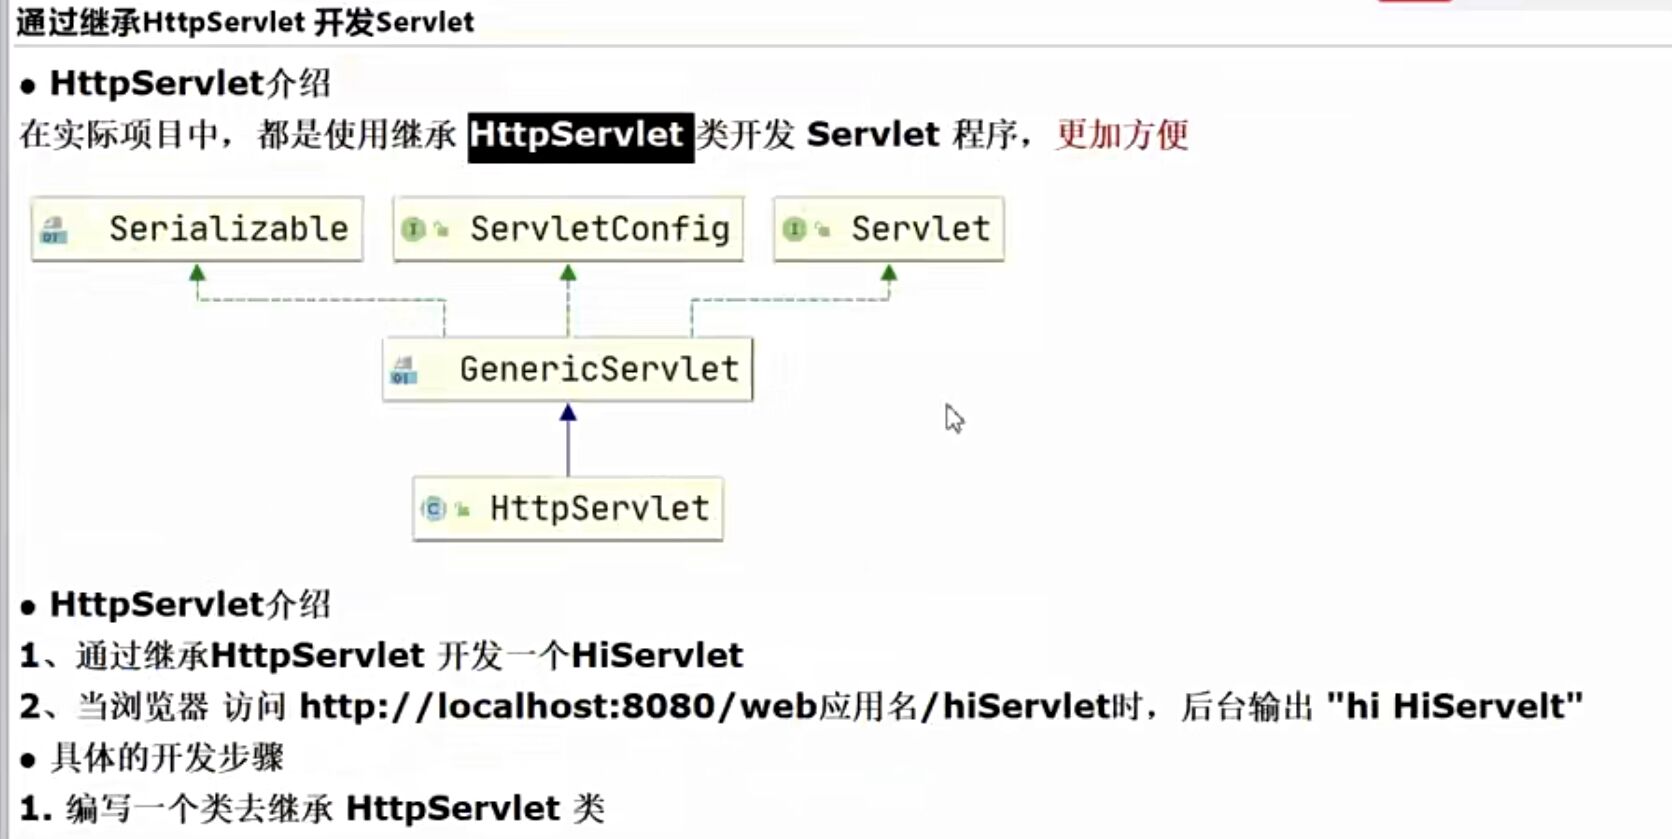 通过继承HttpServlet 开发Servlet
● HttpServlet介绍
在实际项目中，都是使用继承 HttpServlet 类开发 Servlet 程序，更加方便
Serializable
ServletConfig
Servlet
GenericServlet
HttpServlet
● HttpServlet介绍
1、通过继承HttpServlet 开发一个HiServlet
2、当浏览器 访问 http://localhost:8080/web应用名/hiServlet时，后台输出 "hi HiServelt"
● 具体的开发步骤
1. 编写一个类去继承 HttpServlet 类